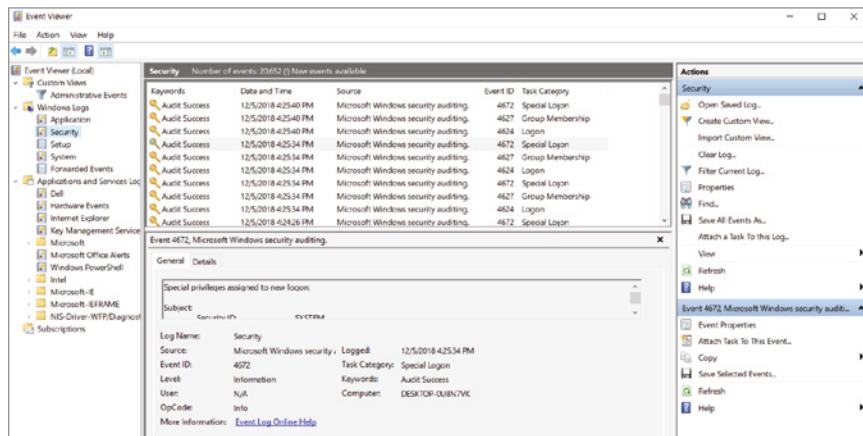 Event Viewer
File Action View Help
Event Viewer (Local)
Custom Views
Administrative Events
Windows Logs
Application
Security
Setup
System
Forwarded Events
Applications and Services Log
Dell
Hardware Events
Internet Explorer
Key Management Service
Microsoft
Microsoft Office Alerts
Windows PowerShell
Intel
Microsoft-IE
Microsoft-IEFRAME
NIS-Driver-WFP/Diagnost
Subscriptions
Security Number of events: 20,652 (!) New events available
Keywords Date and Time Source Event ID Task Category
Audit Success 12/5/2018 4:25:40 PM Microsoft Windows security auditing. 4672 Special Logon
Audit Success 12/5/2018 4:25:40 PM Microsoft Windows security auditing. 4627 Group Membership
Audit Success 12/5/2018 4:25:40 PM Microsoft Windows security auditing. 4624 Logon
Audit Success 12/5/2018 4:25:34 PM Microsoft Windows security auditing. 4672 Special Logon
Audit Success 12/5/2018 4:25:34 PM Microsoft Windows security auditing. 4627 Group Membership
Audit Success 12/5/2018 4:25:34 PM Microsoft Windows security auditing. 4624 Logon
Audit Success 12/5/2018 4:25:34 PM Microsoft Windows security auditing. 4672 Special Logon
Audit Success 12/5/2018 4:25:34 PM Microsoft Windows security auditing. 4627 Group Membership
Audit Success 12/5/2018 4:25:34 PM Microsoft Windows security auditing. 4624 Logon
Audit Success 12/5/2018 4:24:26 PM Microsoft Windows security auditing. 4672 Special Logon
Event 4672, Microsoft Windows security auditing.
General Details
Special privileges assigned to new logon.
Subject:
Security ID: SYSTEM
Log Name: Security
Source: Microsoft Windows security Logged: 12/5/2018 4:25:34 PM
Event ID: 4672 Task Category: Special Logon
Level: Information Keywords: Audit Success
User: N/A Computer: DESKTOP-0U8N7VK
OpCode: Info
More Information: Event Log Online Help
Actions
Security
Open Saved Log...
Create Custom View...
Import Custom View...
Clear Log...
Filter Current Log...
Properties
Find...
Save All Events As...
Attach a Task To this Log...
View
Refresh
Help
Event 4672, Microsoft Windows security auditi...
Event Properties
Attach Task To This Event...
Copy
Save Selected Events...
Refresh
Help